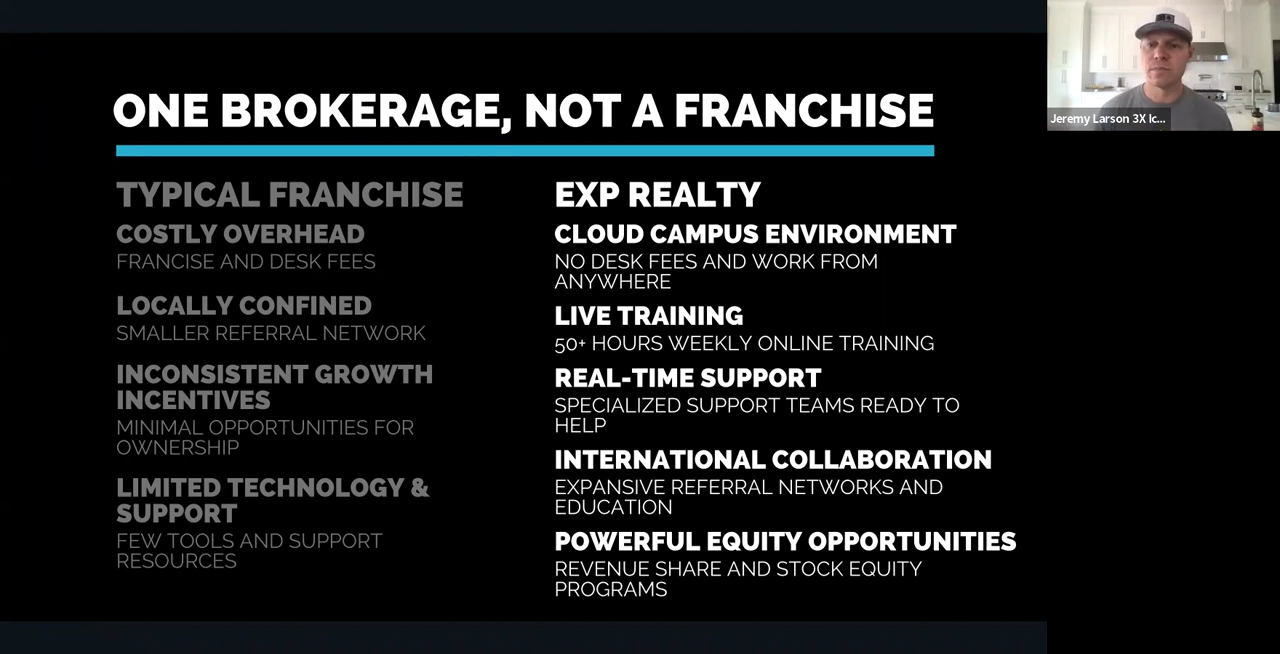 ONE BROKERAGE, NOT A FRANCHISE
TYPICAL FRANCHISE
COSTLY OVERHEAD
FRANCISE AND DESK FEES
LOCALLY CONFINED
SMALLER REFERRAL NETWORK
INCONSISTENT GROWTH
INCENTIVES
MINIMAL OPPORTUNITIES FOR
OWNERSHIP
LIMITED TECHNOLOGY &
SUPPORT
FEW TOOLS AND SUPPORT
RESOURCES
EXP REALTY
CLOUD CAMPUS ENVIRONMENT
NO DESK FEES AND WORK FROM
ANYWHERE
LIVE TRAINING
50+ HOURS WEEKLY ONLINE TRAINING
REAL-TIME SUPPORT
SPECIALIZED SUPPORT TEAMS READY TO
HELP
INTERNATIONAL COLLABORATION
EXPANSIVE REFERRAL NETWORKS AND
EDUCATION
POWERFUL EQUITY OPPORTUNITIES
REVENUE SHARE AND STOCK EQUITY
PROGRAMS
Jeremy Larson 3X Ic...